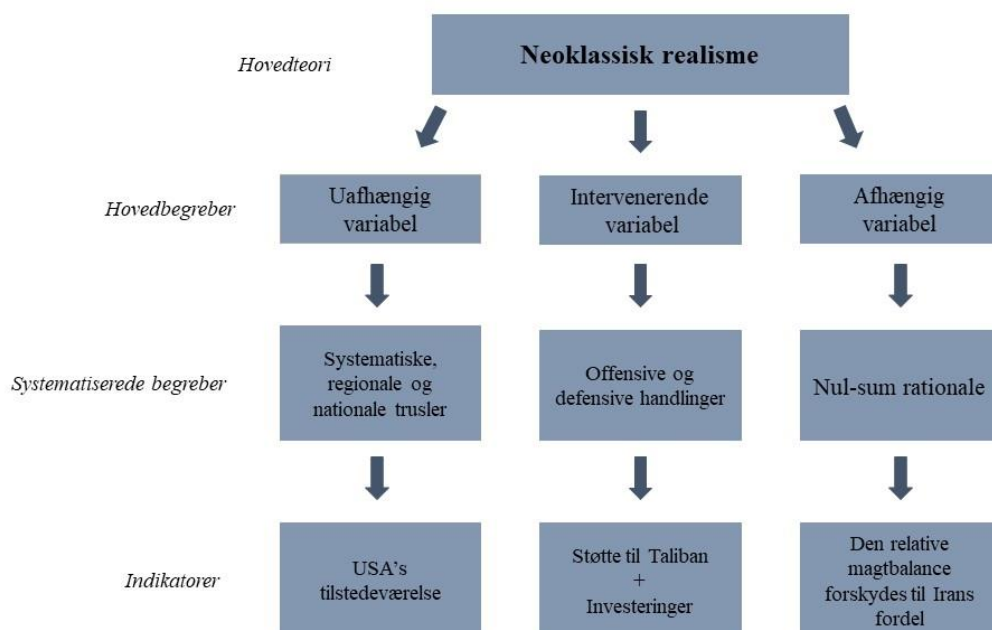 Hovedteori
Neoklassisk realisme
Hovedbegreber
Uafhængig
variabel
Intervenerende
variabel
Afhængig
variabel
Systematiserede begreber
Systematiske,
regionale og
nationale trusler
Offensive og
defensive handlinger
Nul-sum rationale
Indikatorer
USA's
tilstedeværelse
Støtte til Taliban
+
Investeringer
Den relative
magtbalance
forskydes til Irans
fordel